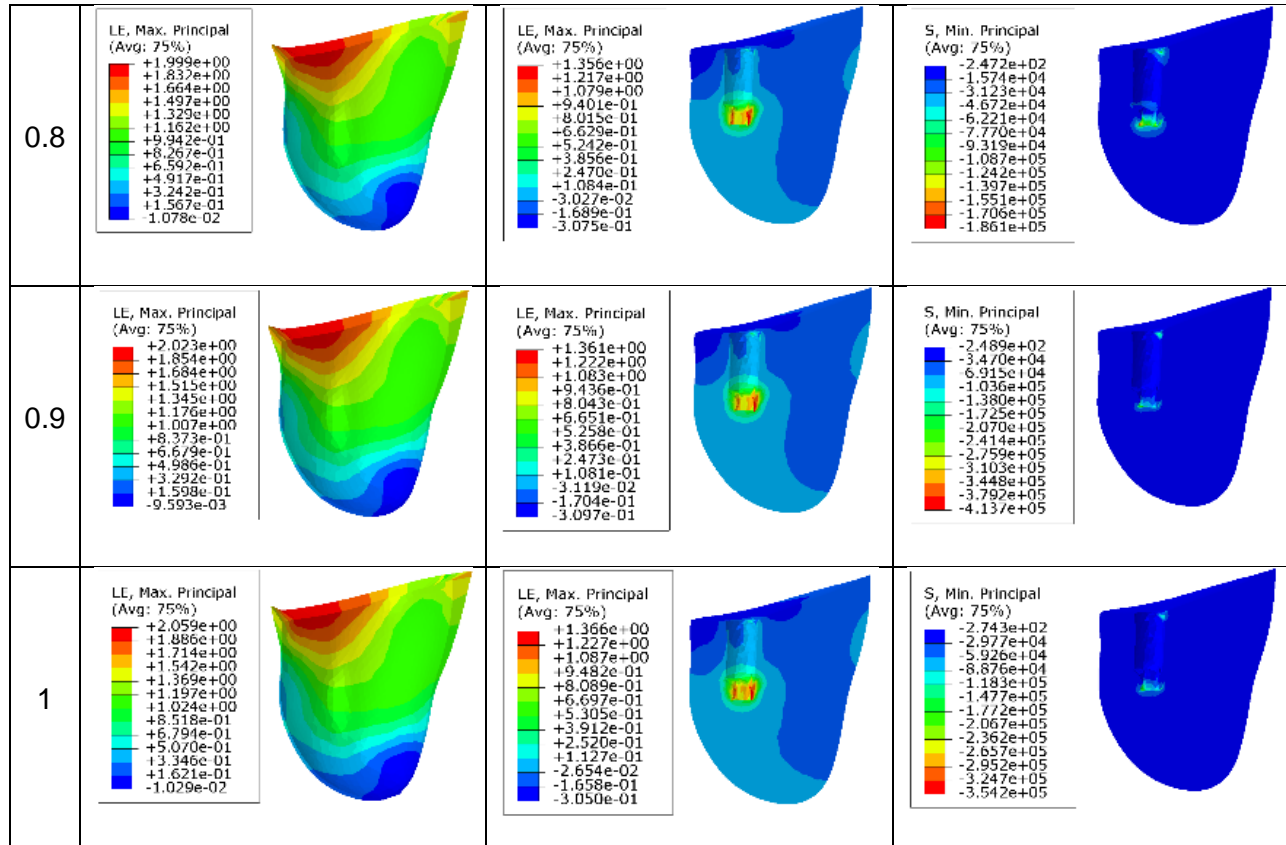 0.8
LE, Max. Principal
(Avg: 75%)
+1.999e+00
+1.832e+00
+1.664e+00
+1.497e+00
+1.329e+00
+1.162e+00
+9.942e-01
+8.267e-01
+6.592e-01
+4.917e-01
+3.242e-01
+1.567e-01
-1.078e-02
LE, Max. Principal
(Avg: 75%)
+1.356e+00
+1.217e+00
+1.079e+00
+9.401e-01
+8.015e-01
+6.629e-01
+5.242e-01
+3.856e-01
+2.470e-01
+1.084e-01
-3.027e-02
-1.689e-01
-3.075e-01
S, Min. Principal
(Avg: 75%)
-2.472e+02
-1.574e+04
-3.123e+04
-4.672e+04
-6.221e+04
-7.770e+04
-9.319e+04
-1.087e+05
-1.242e+05
-1.397e+05
-1.551e+05
-1.706e+05
-1.861e+05
0.9
LE, Max. Principal
(Avg: 75%)
+2.023e+00
+1.854e+00
+1.684e+00
+1.515e+00
+1.345e+00
+1.176e+00
+1.007e+00
+8.373e-01
+6.679e-01
+4.986e-01
+3.292e-01
+1.598e-01
-9.593e-03
LE, Max. Principal
(Avg: 75%)
+1.361e+00
+1.222e+00
+1.083e+00
+9.436e-01
+8.043e-01
+6.651e-01
+5.258e-01
+3.866e-01
+2.473e-01
+1.081e-01
-3.119e-02
-1.704e-01
-3.097e-01
S, Min. Principal
(Avg: 75%)
-2.489e+02
-3.470e+04
-6.915e+04
-1.036e+05
-1.380e+05
-1.725e+05
-2.070e+05
-2.414e+05
-2.759e+05
-3.103e+05
-3.448e+05
-3.792e+05
-4.137e+05
1
LE, Max. Principal
(Avg: 75%)
+2.059e+00
+1.886e+00
+1.714e+00
+1.542e+00
+1.369e+00
+1.197e+00
+1.024e+00
+8.518e-01
+6.794e-01
+5.070e-01
+3.346e-01
+1.621e-01
-1.029e-02
LE, Max. Principal
(Avg: 75%)
+1.366e+00
+1.227e+00
+1.087e+00
+9.482e-01
+8.089e-01
+6.697e-01
+5.305e-01
+3.912e-01
+2.520e-01
+1.127e-01
-2.654e-02
-1.658e-01
-3.050e-01
S, Min. Principal
(Avg: 75%)
-2.743e+02
-2.977e+04
-5.926e+04
-8.876e+04
-1.183e+05
-1.477e+05
-1.772e+05
-2.067e+05
-2.362e+05
-2.657e+05
-2.952e+05
-3.247e+05
-3.542e+05